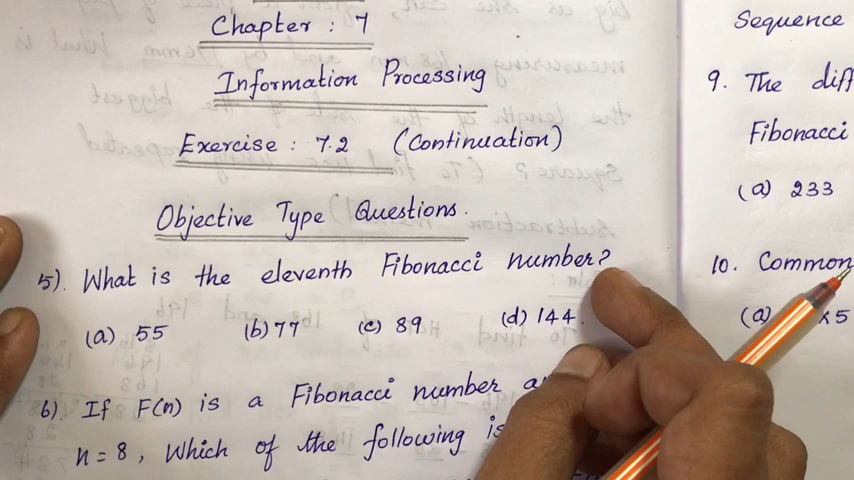 Chapter : 7
Information Processing
Exercise : 7.2 (Continuation)
Objective Type Questions.
5). What is the eleventh Fibonacci number?
(a) 55 (b) 77 (c) 89 (d) 144.
6). If F(n) is a Fibonacci number
n = 8, Which of the following is
Sequence
9. The diff
Fibonacci
(a) 233
10. Common
(a) x5